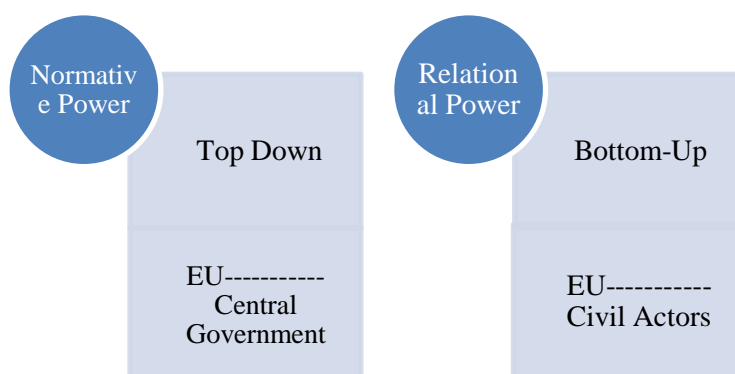 Normativ
e Power
Top Down
EU-----------
Central
Government
Relation
al Power
Bottom-Up
EU-----------
Civil Actors